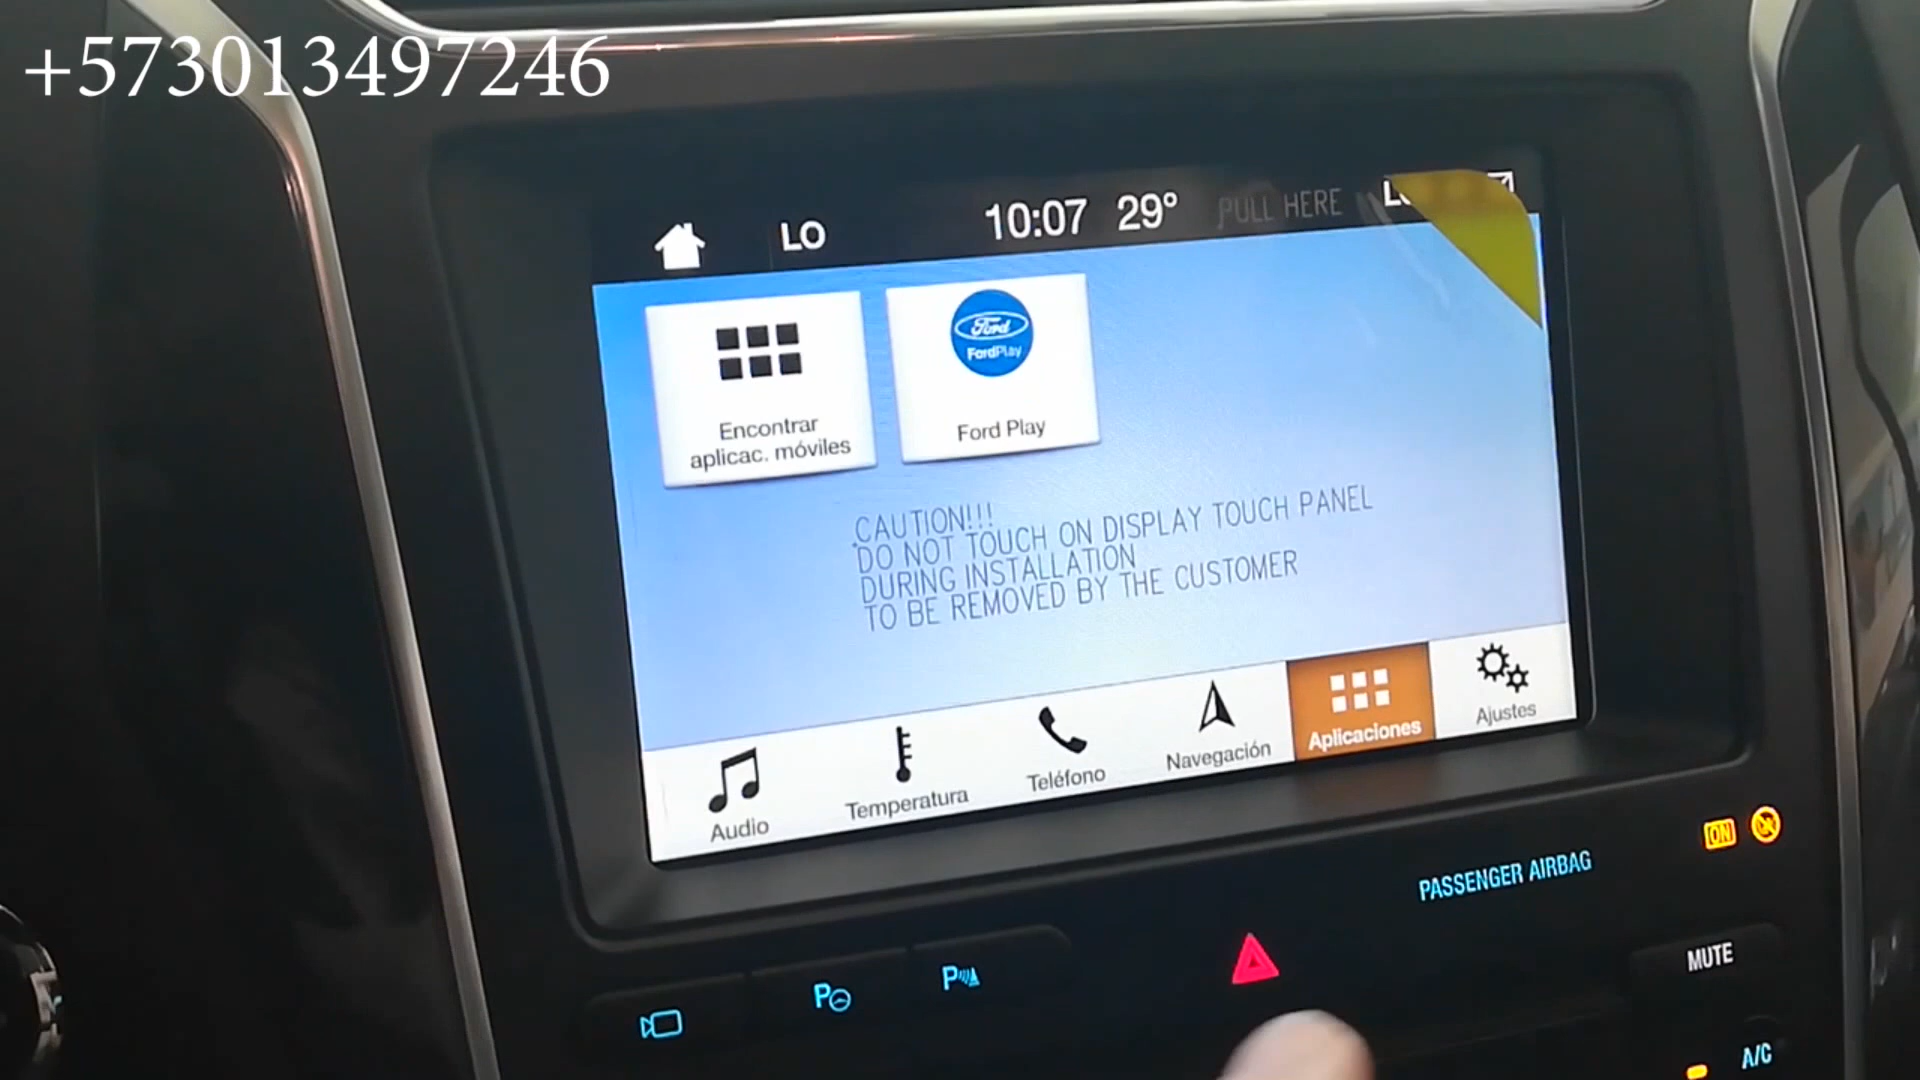 +573013497246
LO
10:07 29°
PULL HERE
Ford
FordPlay
Encontrar
aplicac. móviles
Ford Play
CAUTION!!!
DO NOT TOUCH ON DISPLAY TOUCH PANEL
DURING INSTALLATION
TO BE REMOVED BY THE CUSTOMER
Audio
Temperatura
Teléfono
Navegación
Aplicaciones
Ajustes
PASSENGER AIRBAG
ON
P
P
MUTE
A/C